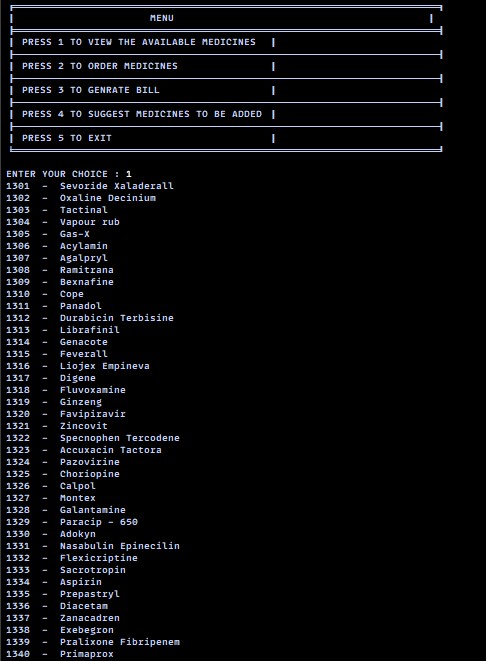 MENU
PRESS 1 TO VIEW THE AVAILABLE MEDICINES
PRESS 2 TO ORDER MEDICINES
PRESS 3 TO GENRATE BILL
PRESS 4 TO SUGGEST MEDICINES TO BE ADDED
PRESS 5 TO EXIT
ENTER YOUR CHOICE : 1
1301 - Sevoride Xaladerall
1302 - Oxaline Decinium
1303 - Tactinal
1304 - Vapour rub
1305 - Gas-X
1306 - Acylamin
1307 - Agalpryl
1308 - Ramitrana
1309 - Bexnafine
1310 - Cope
1311 - Panadol
1312 - Durabicin Terbisine
1313 - Librafinil
1314 - Genacote
1315 - Feverall
1316 - Liojex Empineva
1317 - Digene
1318 - Fluvoxamine
1319 - Ginzeng
1320 - Favipiravir
1321 - Zincovit
1322 - Specnophen Tercodene
1323 - Accuxacin Tactora
1324 - Pazovirine
1325 - Choriopine
1326 - Calpol
1327 - Montex
1328 - Galantamine
1329 - Paracip - 650
1330 - Adokyn
1331 - Nasabulin Epinecilin
1332 - Flexicriptine
1333 - Sacrotropin
1334 - Aspirin
1335 - Prepastryl
1336 - Diacetam
1337 - Zanacadren
1338 - Exebegron
1339 - Pralixone Fibripenem
1340 - Primaprox